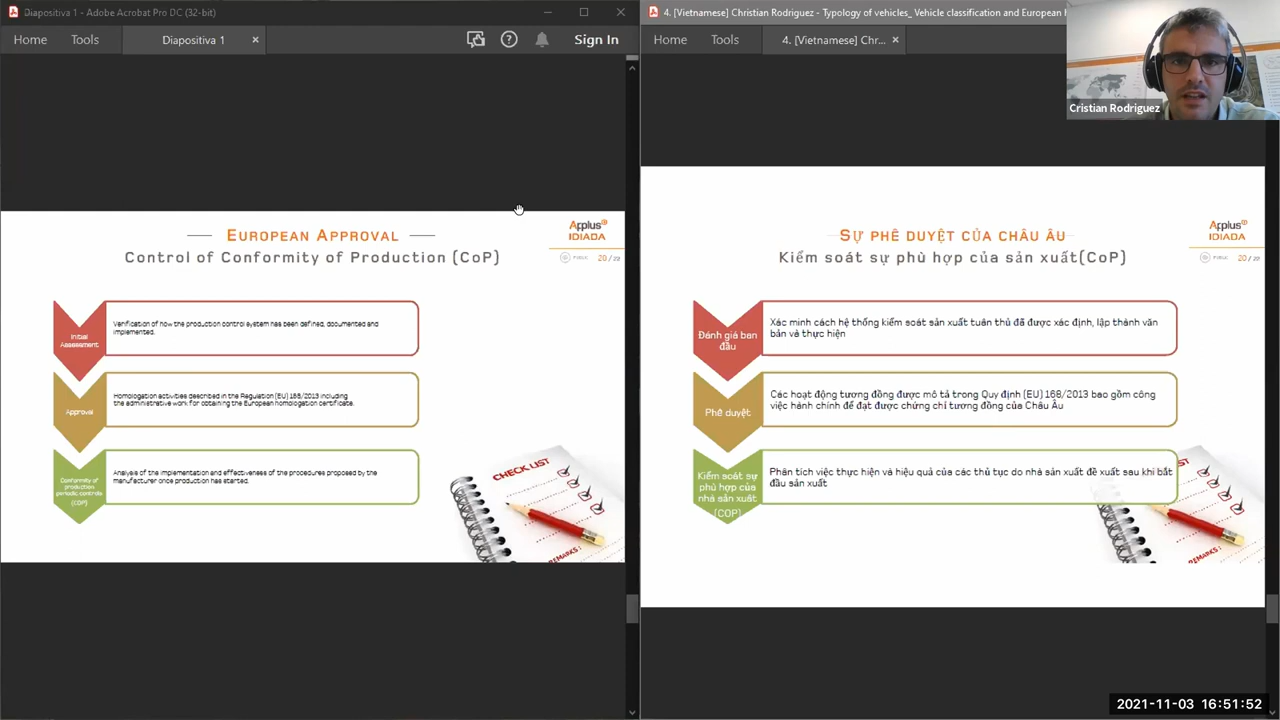 Diapositiva 1 - Adobe Acrobat Pro DC (32-bit)
Home
Tools
Diapositiva 1
Sign In
EUROPEAN APPROVAL
Control of Conformity of Production (CoP)
Applus
IDIADA
20 / 22
Initial
Assessment
Verification of how the production control system has been defined, documented and
implemented.
Approval
Homologation activities described in the Regulation (EU) 168/2013 including
the administrative work for obtaining the European homologation certificate.
Conformity of
production
periodic controls
(COP)
Analysis of the implementation and effectiveness of the procedures proposed by the
manufacturer once production has started.
CHECK LIST
REMARKS:
4. [Vietnamese] Christian Rodriguez - Typology of vehicles_ Vehicle classification and European
Home
Tools
4. [Vietnamese] Chr...
Cristian Rodriguez
SỰ PHÊ DUYỆT CỦA CHÂU ÂU
Kiểm soát sự phù hợp của sản xuất(CoP)
Applus
IDIADA
20 / 22
Đánh giá ban
đầu
Xác minh cách hệ thống kiểm soát sản xuất tuân thủ đã được xác định, lập thành văn
bản và thực hiện
Phê duyệt
Các hoạt động tương đồng được mô tả trong Quy định (EU) 168/2013 bao gồm công
việc hành chính để đạt được chứng chỉ tương đồng của Châu Âu
Kiểm soát sự
phù hợp của
nhà sản xuất
(COP)
Phân tích việc thực hiện và hiệu quả của các thủ tục do nhà sản xuất đề xuất sau khi bắt
đầu sản xuất
REMARKS:
2021-11-03 16:51:52